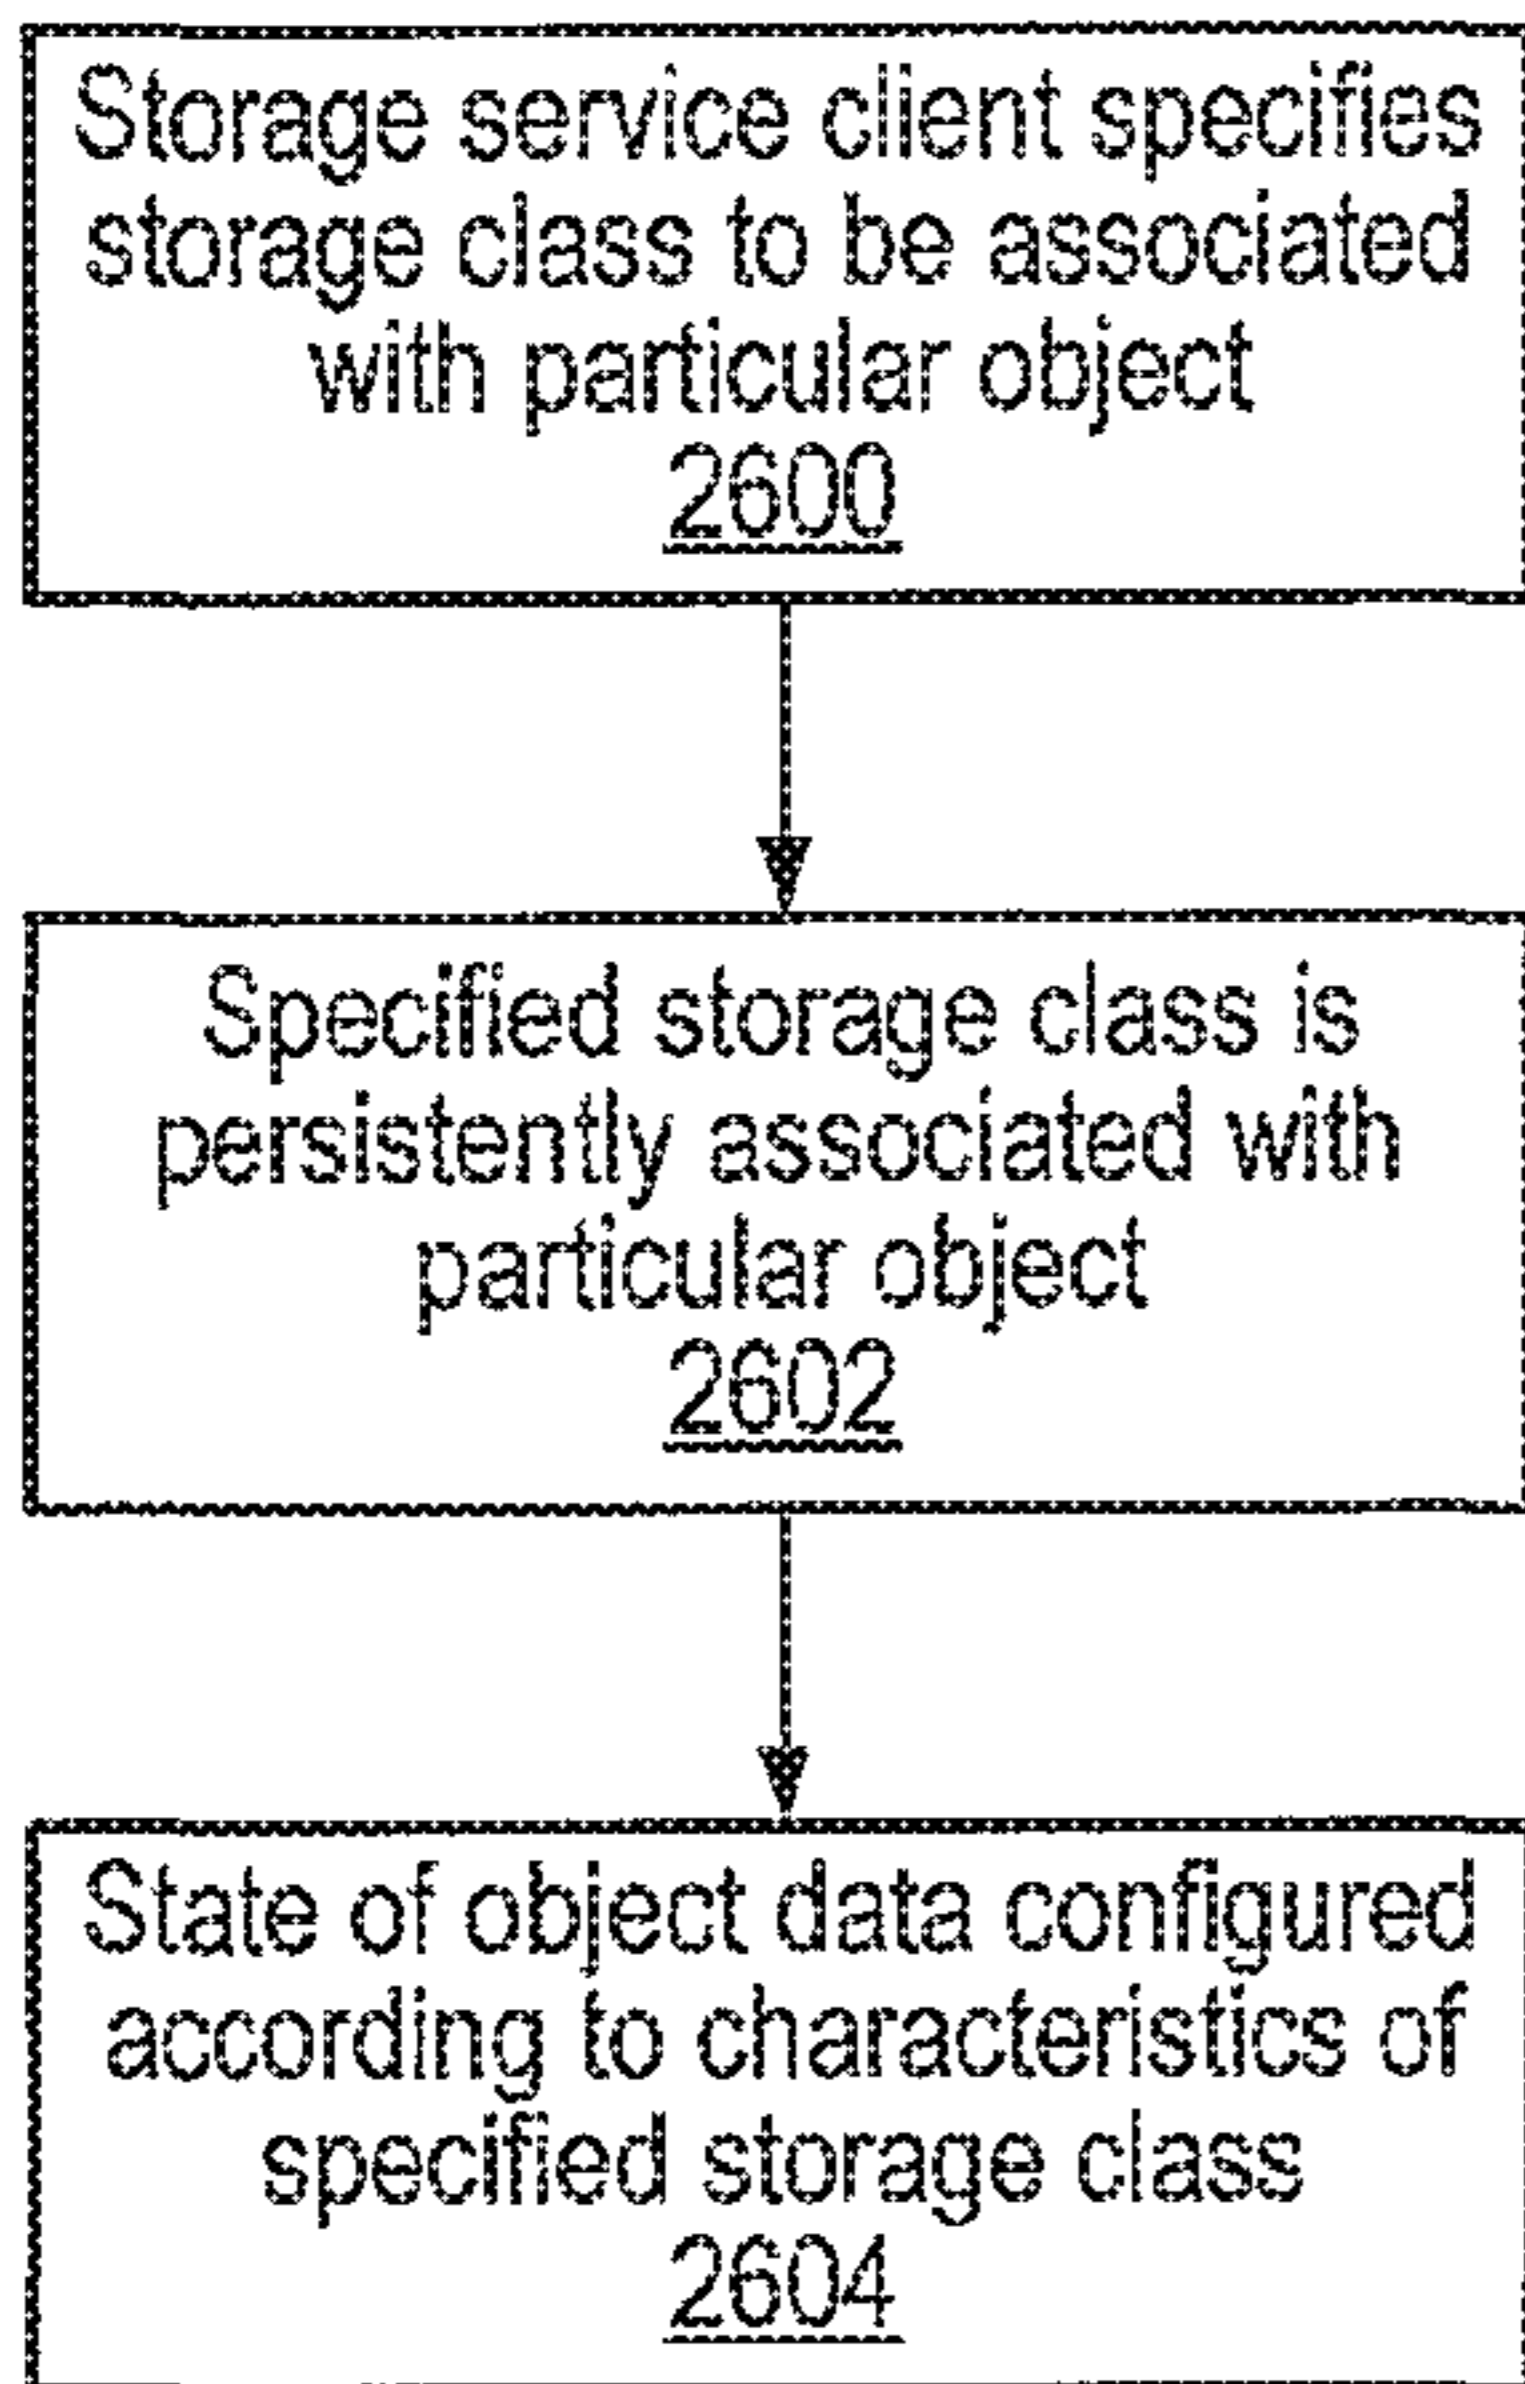 Storage service client specifies
storage class to be associated
with particular object
2600
Specified storage class is
persistently associated with
particular object
2602
State of object data configured
according to characteristics of
specified storage class
2604